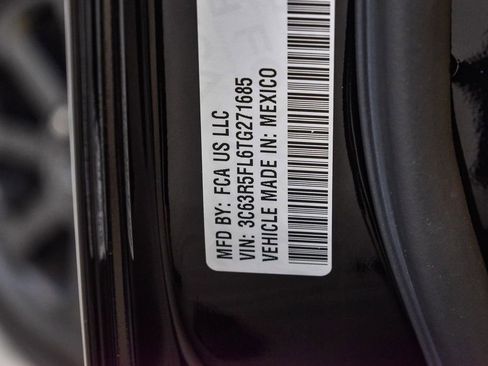 MFD BY: FCA US LLC
VIN: 3C63R5FL6TG271685
VEHICLE MADE IN: MEXICO